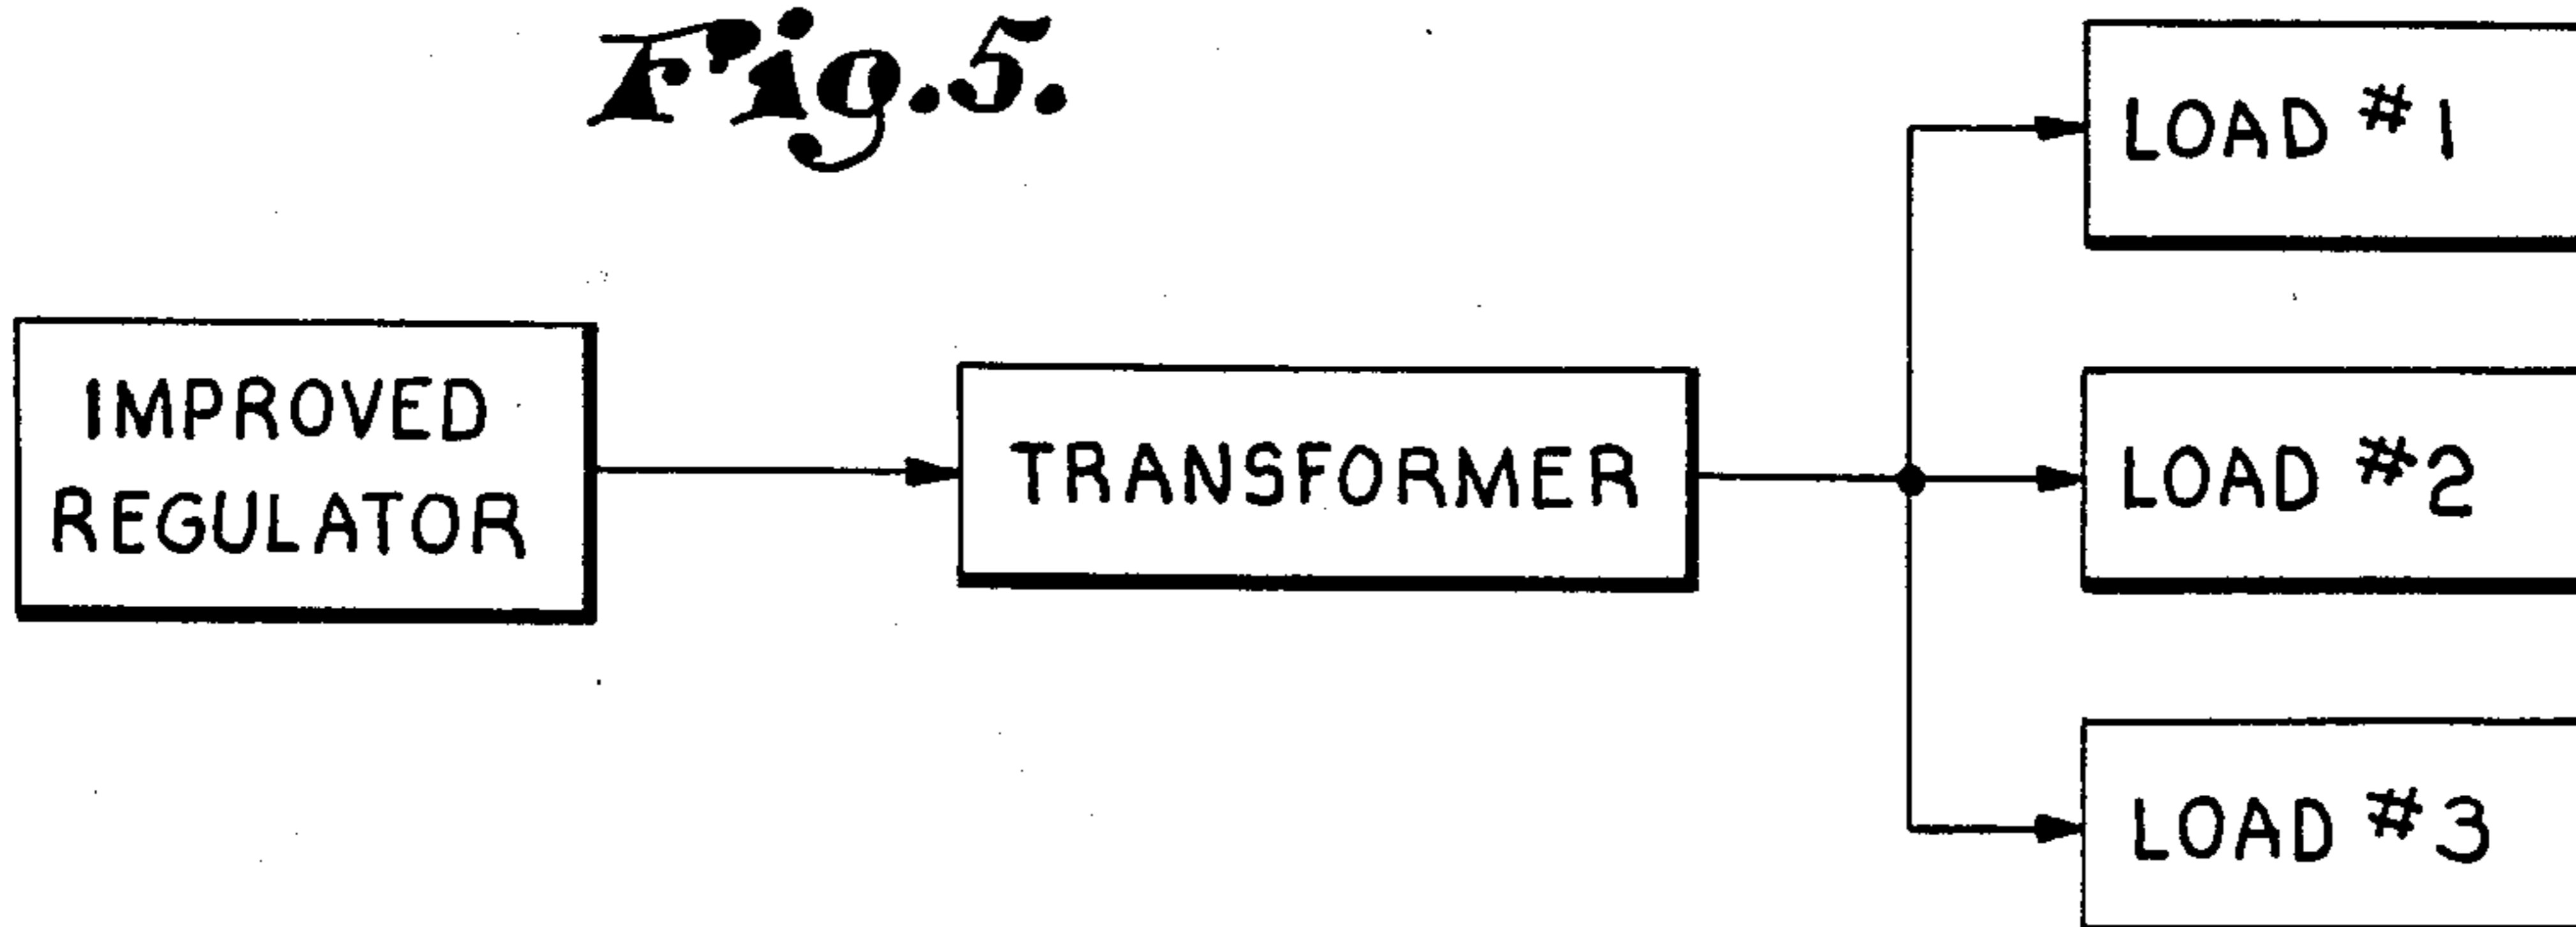 Fig.5.
IMPROVED
REGULATOR
TRANSFORMER
LOAD #1
LOAD #2
LOAD #3